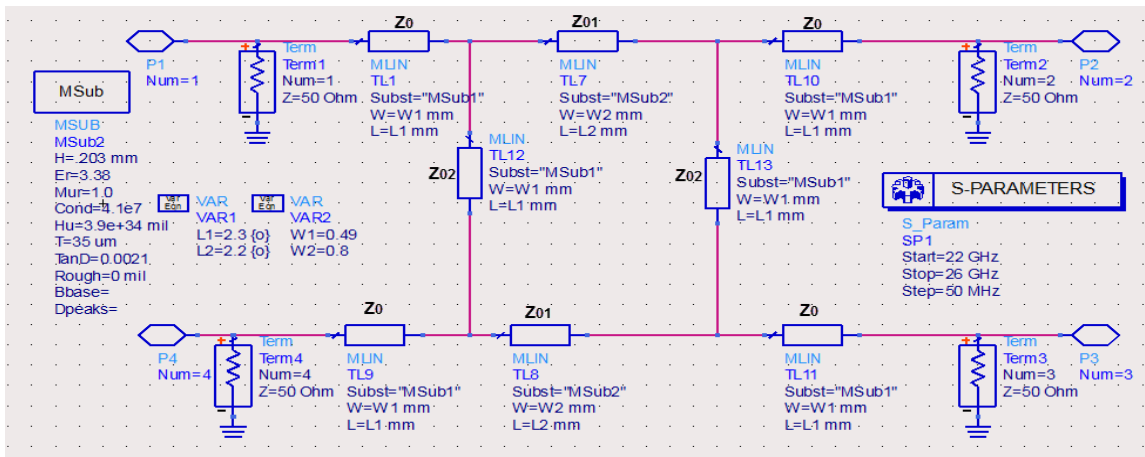 Z0
Z01
Z0
P1
Num=1
Term
Term1
Num=1
Z=50 Ohm
MLIN
TL1
Subst="MSub1"
W=W1 mm
L=L1 mm
MLIN
TL7
Subst="MSub2"
W=W2 mm
L=L2 mm
MLIN
TL10
Subst="MSub1"
W=W1 mm
L=L1 mm
Term
Term2
Num=2
Z=50 Ohm
P2
Num=2
MSub
MSUB
MSub2
H=.203 mm
Er=3.38
Mur=1.0
Cond=4.1e7
Hu=3.9e+34 mil
T=35 um
TanD=0.0021
Rough=0 mil
Bbase=
Dpeaks=
Var
Eqn
VAR
VAR1
L1=2.3 {o}
L2=2.2 {o}
Var
Eqn
VAR
VAR2
W1=0.49
W2=0.8
Z02
MLIN
TL12
Subst="MSub1"
W=W1 mm
L=L1 mm
Z02
MLIN
TL13
Subst="MSub1"
W=W1 mm
L=L1 mm
S-PARAMETERS
S_Param
SP1
Start=22 GHz
Stop=26 GHz
Step=50 MHz
Z0
Z01
Z0
P4
Num=4
Term
Term4
Num=4
Z=50 Ohm
MLIN
TL9
Subst="MSub1"
W=W1 mm
L=L1 mm
MLIN
TL8
Subst="MSub2"
W=W2 mm
L=L2 mm
MLIN
TL11
Subst="MSub1"
W=W1 mm
L=L1 mm
Term
Term3
Num=3
Z=50 Ohm
P3
Num=3